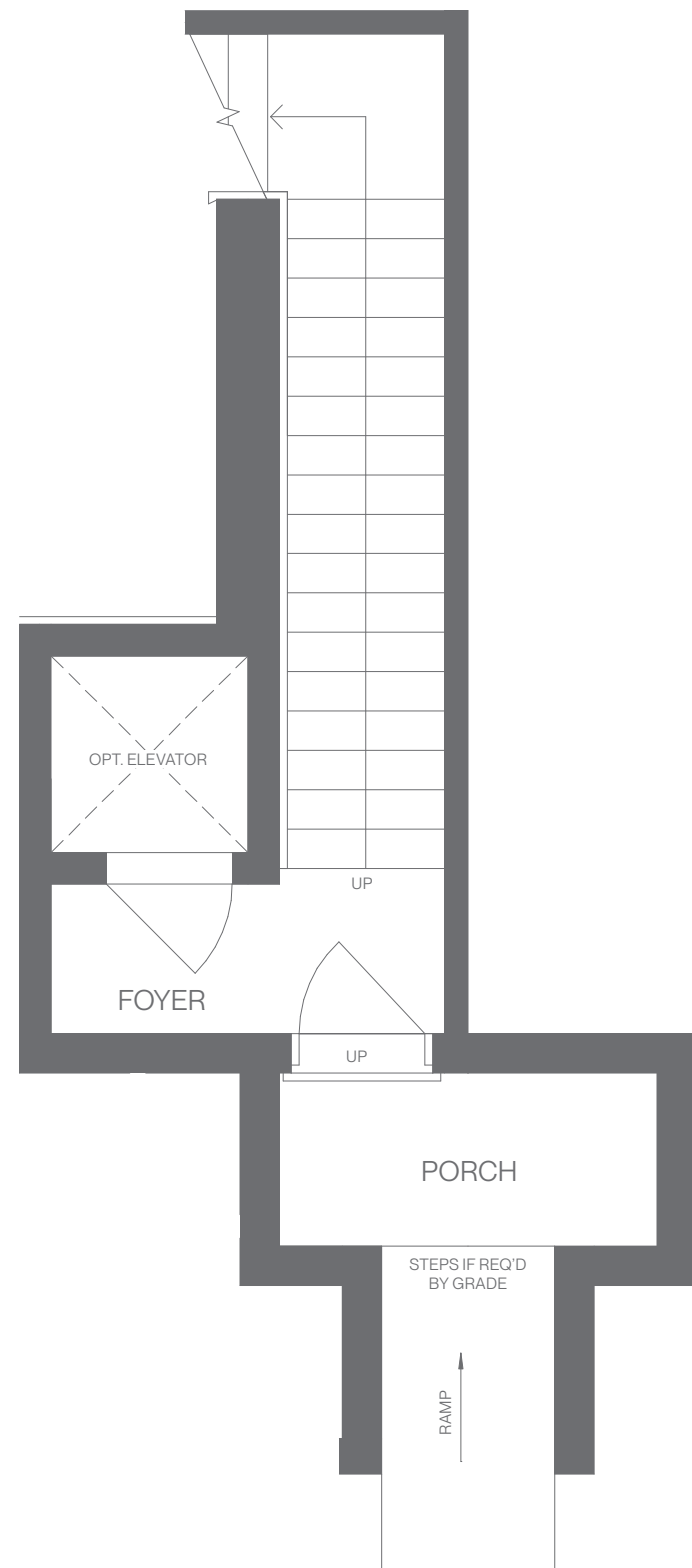 OPT. ELEVATOR
UP
FOYER
UP
PORCH
STEPS IF REQ'D
BY GRADE
RAMP